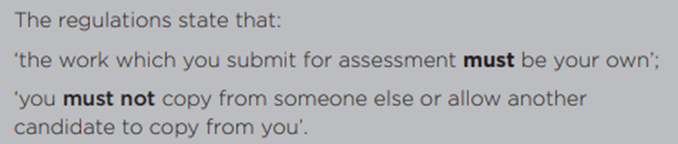 The regulations state that:
‘the work which you submit for assessment must be your own’;
‘you must not copy from someone else or allow another
candidate to copy from you’.